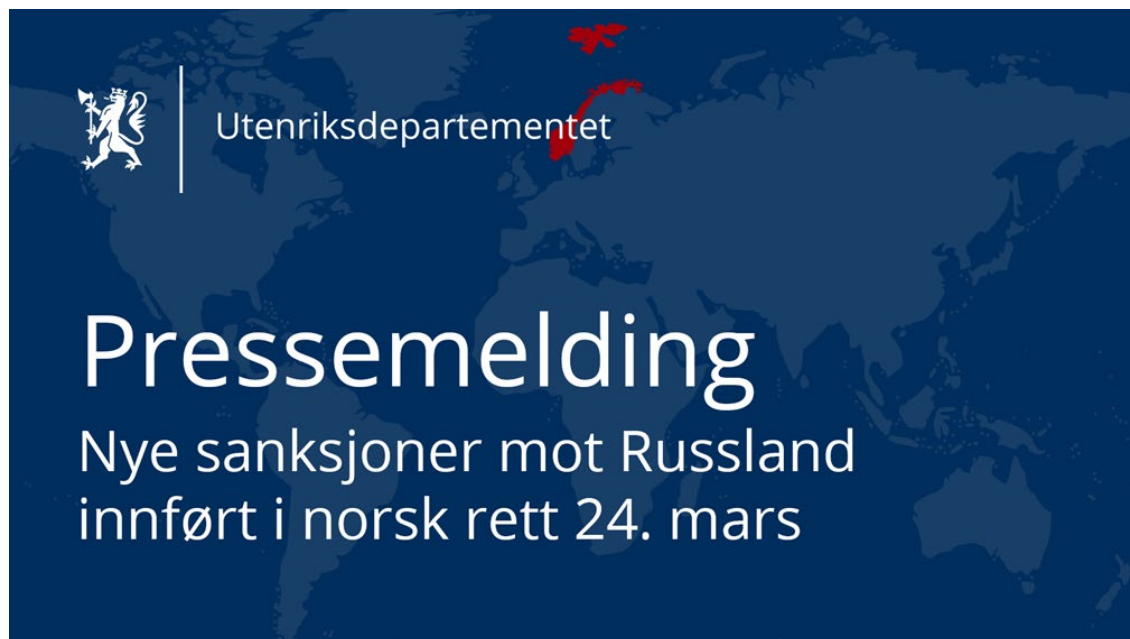 Utenriksdepartementet
Pressemelding
Nye sanksjoner mot Russland
innført i norsk rett 24. mars